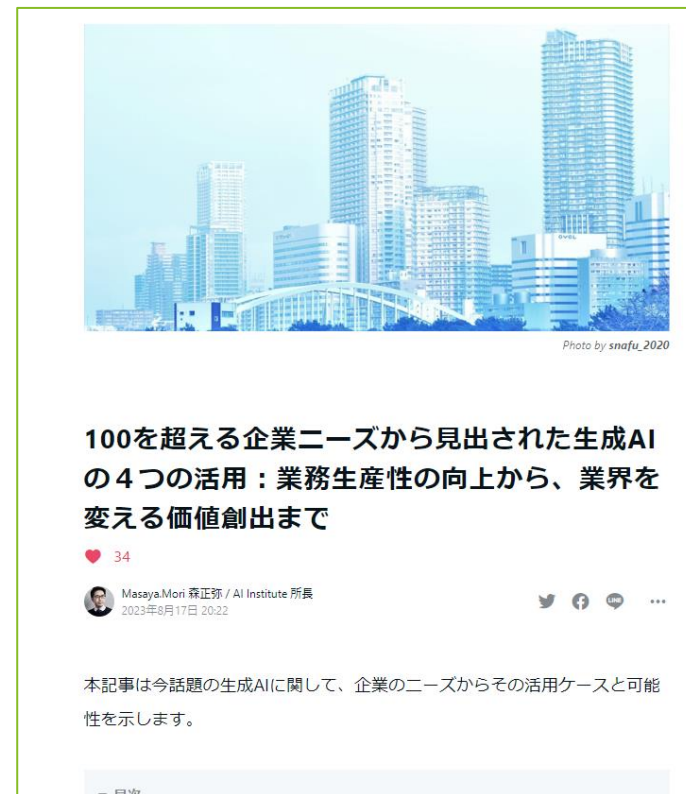 OVOL
Photo by snafu_2020
100を超える企業ニーズから見出された生成AI
の４つの活用：業務生産性の向上から、業界を
変える価値創出まで
34
Masaya.Mori 森正弥 / AI Institute 所長
2023年8月17日 20:22
LINE
本記事は今話題の生成AIに関して、企業のニーズからその活用ケースと可能
性を示します。
目次